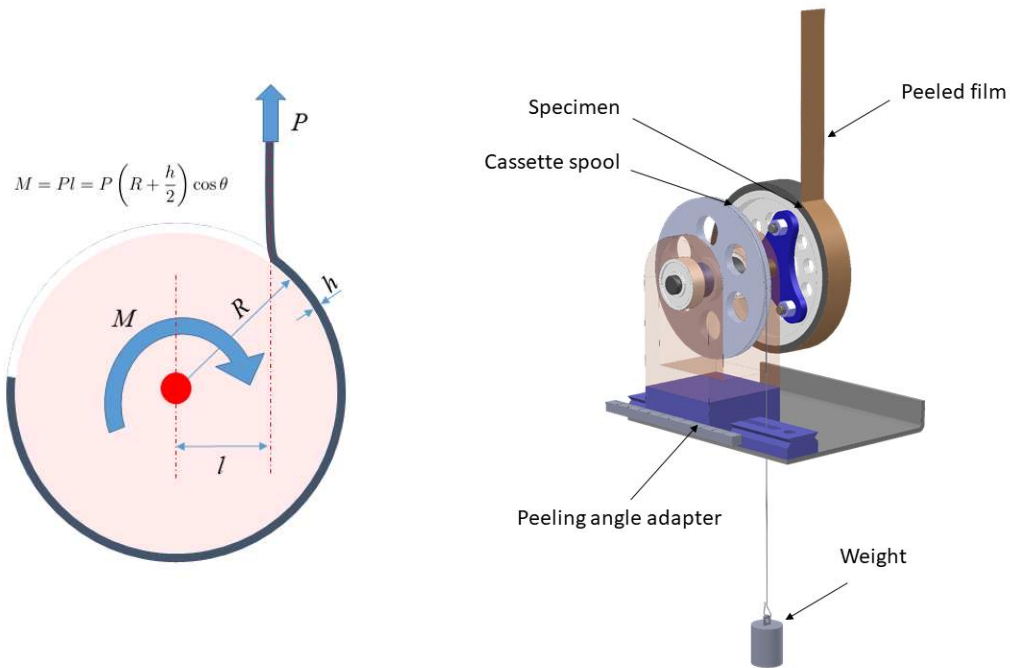 P
M = Pl = P(R + h/2) cos θ
h
R
M
l
Specimen
Peeled film
Cassette spool
Peeling angle adapter
Weight